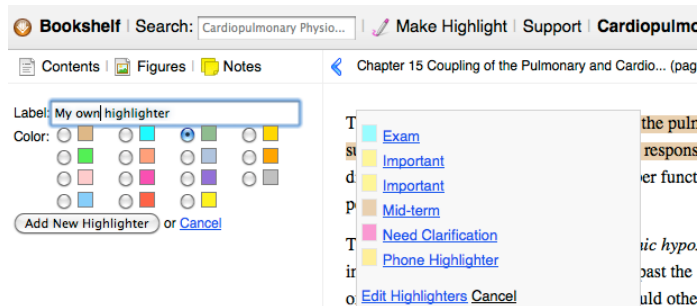 Bookshelf | Search: Cardiopulmonary Physio... | Make Highlight | Support | Cardiopulmo
Contents | Figures | Notes
Chapter 15 Coupling of the Pulmonary and Cardio... (pag
Label: My own highlighter
Color:
Add New Highlighter or Cancel
the pulm
Exam
respons
Important
er funct
Important
Mid-term
Need Clarification
nic hypo
Phone Highlighter
past the
Edit Highlighters Cancel
uld othe